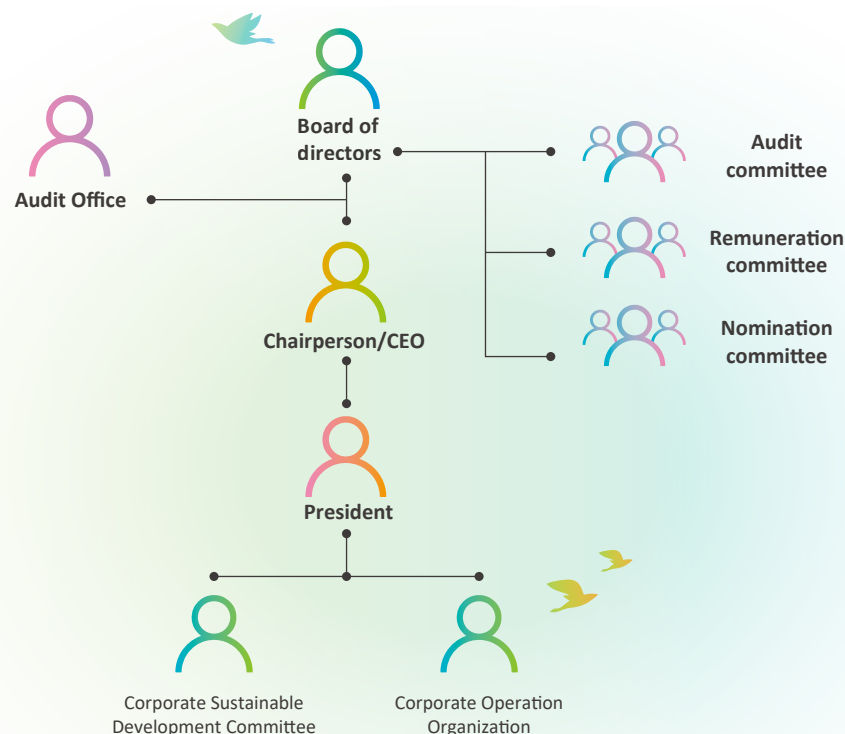 Board of
directors
Audit Office
Audit
committee
Remuneration
committee
Chairperson/CEO
Nomination
committee
President
Corporate Sustainable
Development Committee
Corporate Operation
Organization